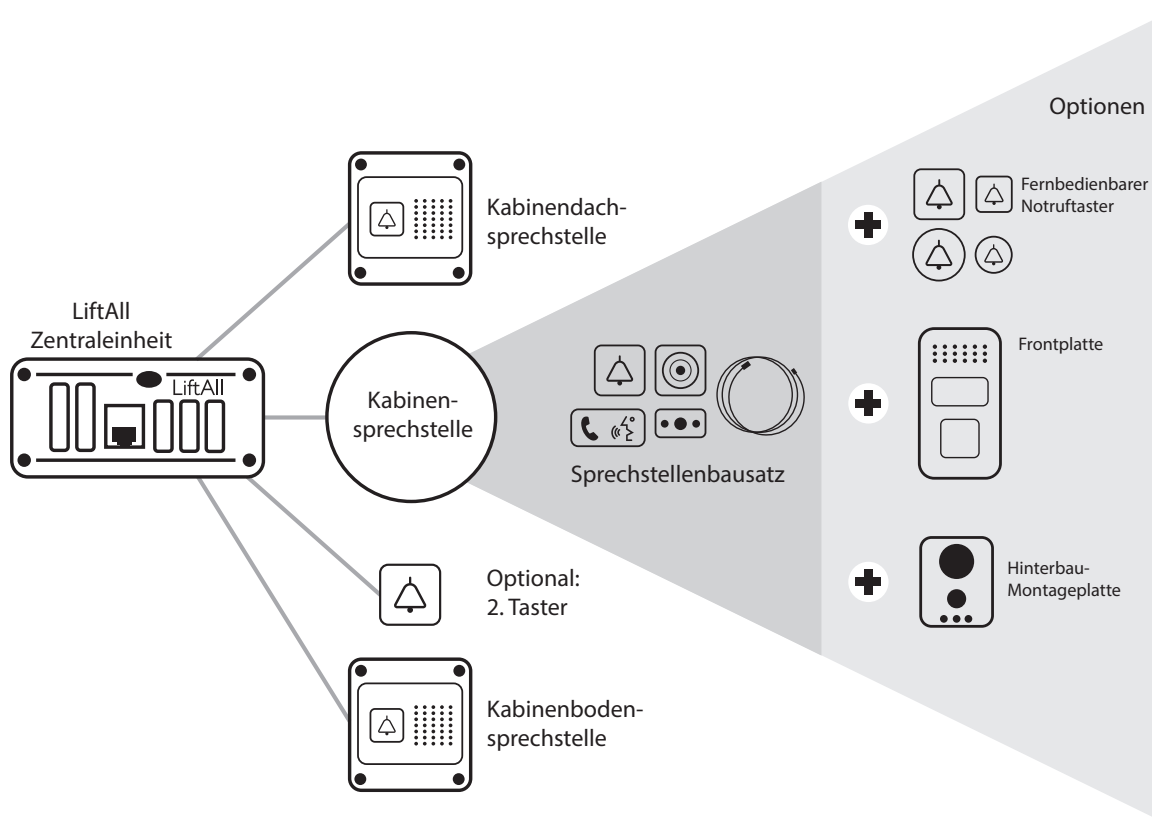 Optionen
Kabinendach-
sprechstelle
Fernbedienbarer
Notruftaster
LiftAll
Zentraleinheit
LiftAll
Kabinen-
sprechstelle
Sprechstellenbausatz
Frontplatte
Optional:
2. Taster
Hinterbau-
Montageplatte
Kabinenboden-
sprechstelle